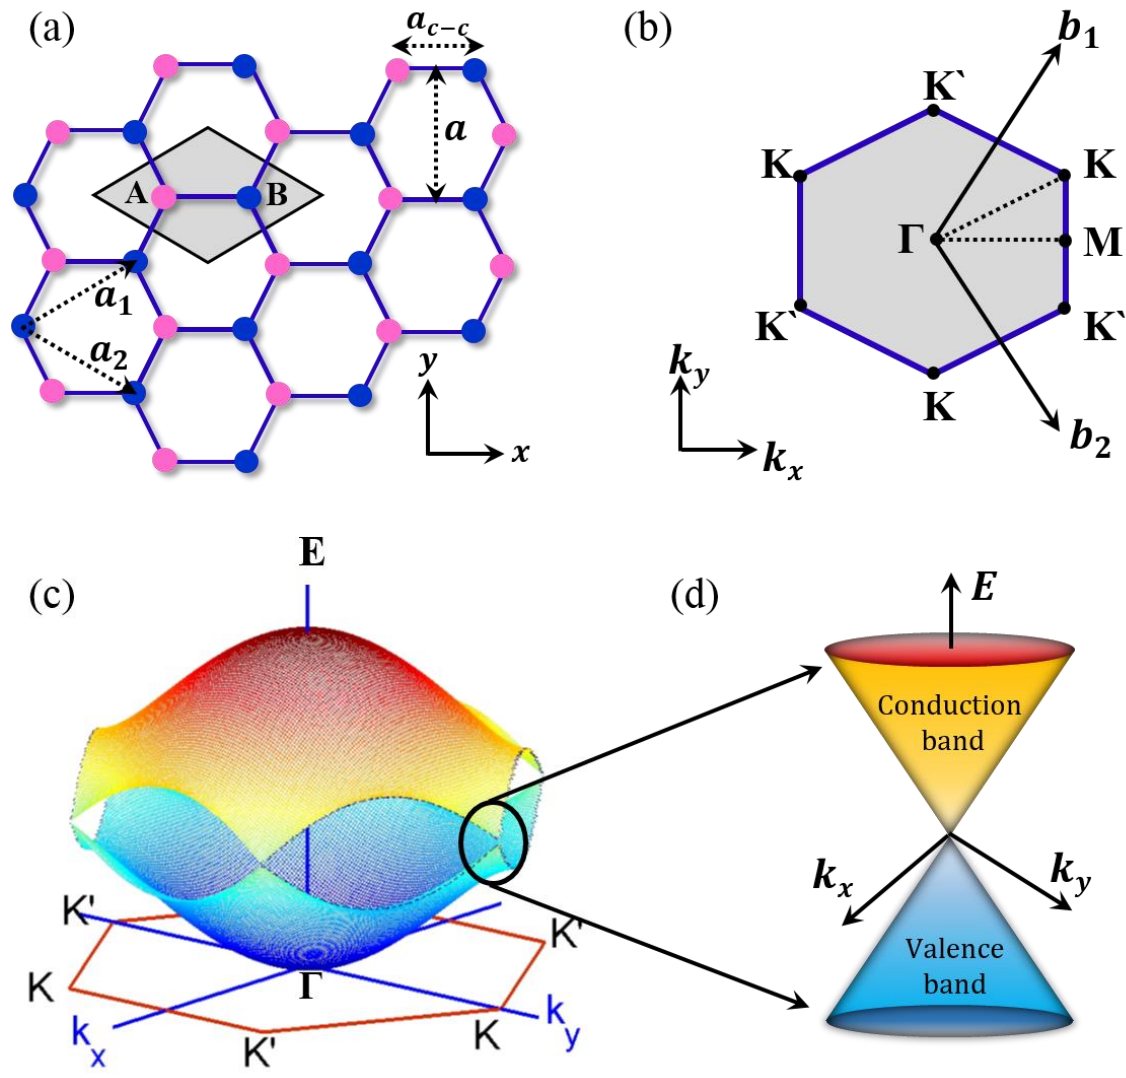 (a)
a_{c-c}
a
A
B
a_1
a_2
y
x
(b)
b_1
K`
K
K
Γ
M
K`
K`
K
b_2
k_y
k_x
(c)
E
K'
K'
Γ
K
K
K'
k_x
k_y
(d)
E
Conduction
band
k_x
k_y
Valence
band